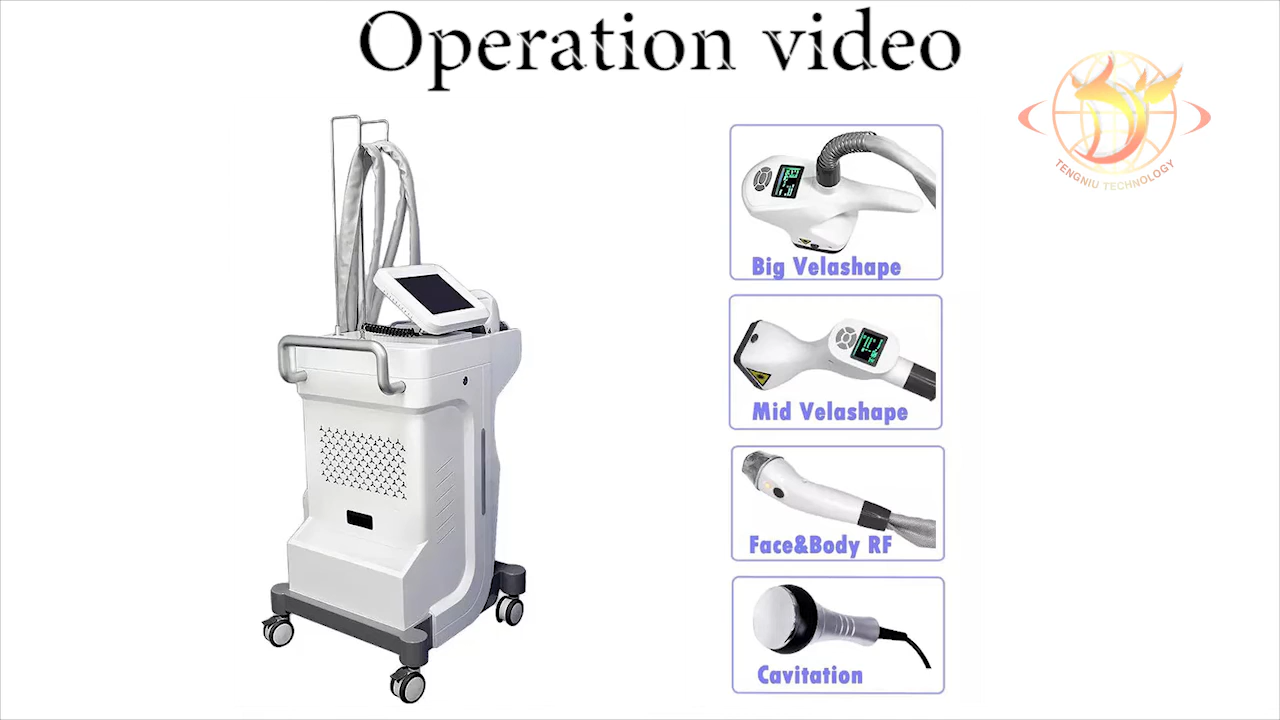 Operation video
TENGNIU TECHNOLOGY
Big Velashape
Mid Velashape
Face&Body RF
Cavitation